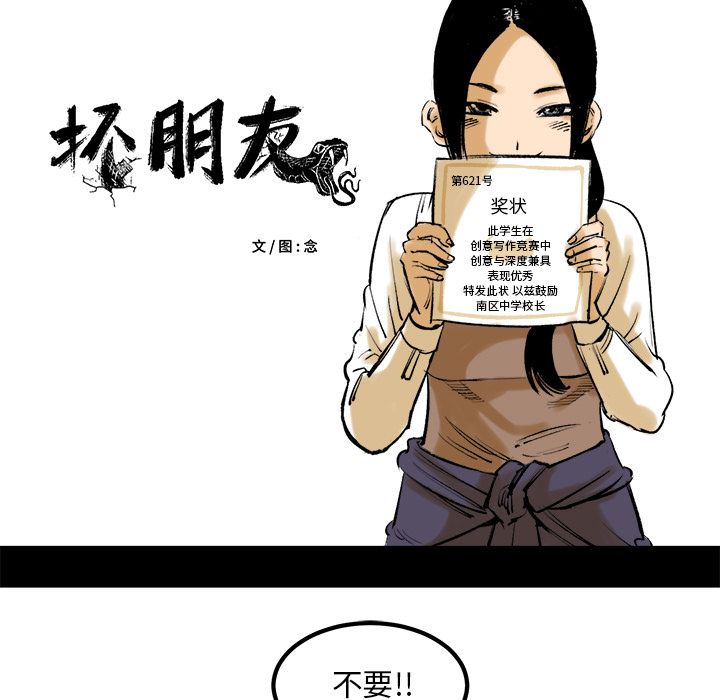 坏朋友
文/图:念
第621号
奖状
此学生在
创意写作竞赛中
创意与深度兼具
表现优秀
特发此状 以兹鼓励
南区中学校长
不要!!